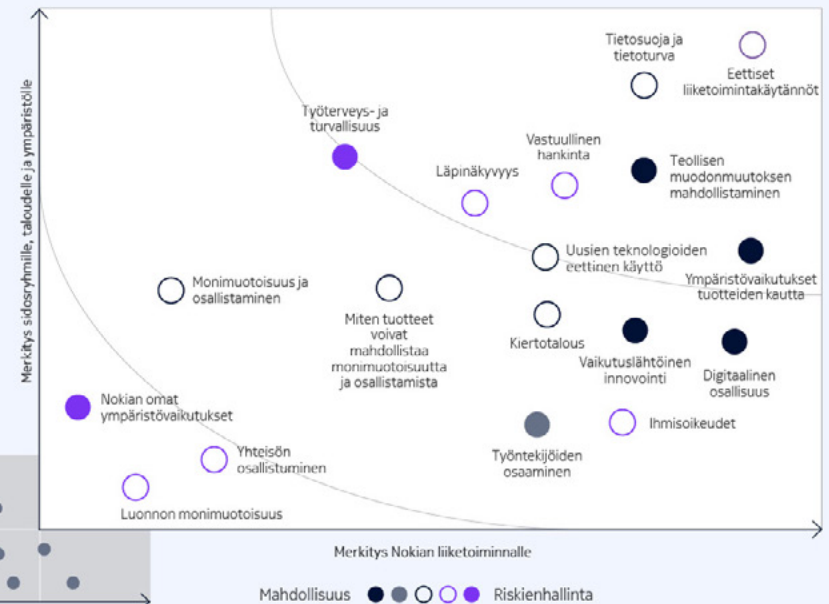 Merkitys sidosryhmille, taloudelle ja ympäristölle
Tietosuoja ja
tietoturva
Eettiset
liiketoimintakäytännöt
Työterveys- ja
turvallisuus
Vastuullinen
hankinta
Läpinäkyvyys
Teollisen
muodonmuutoksen
mahdollistaminen
Uusien teknologioiden
eettinen käyttö
Ympäristövaikutukset
tuotteiden kautta
Monimuotoisuus ja
osallistaminen
Miten tuotteet
voivat
mahdollistaa
monimuotoisuutta
ja osallistamista
Kiertotalous
Vaikutuslähtöinen
innovointi
Digitaalinen
osallisuus
Nokian omat
ympäristövaikutukset
Ihmisoikeudet
Työntekijöiden
osaaminen
Yhteisön
osallistuminen
Luonnon monimuotoisuus
Merkitys Nokian liiketoiminnalle
Mahdollisuus
Riskienhallinta